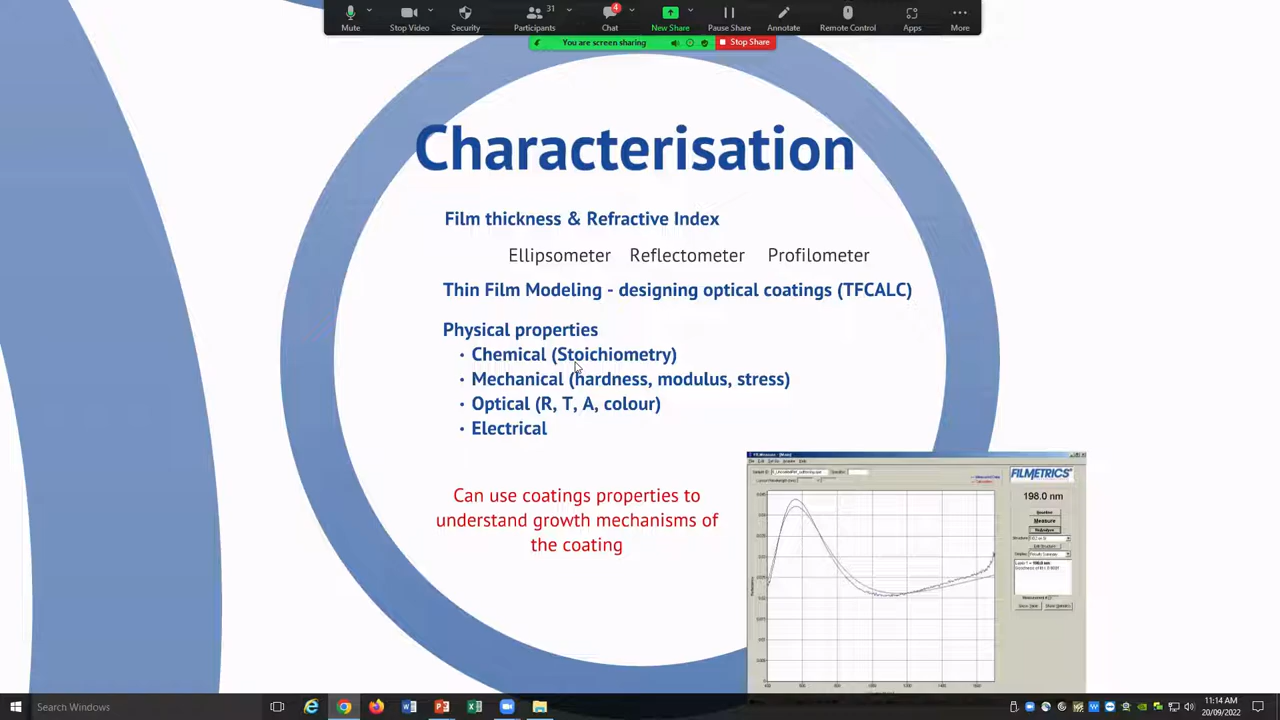 31
4
Mute
Stop Video
Security
Participants
Chat
New Share
Pause Share
Annotate
Remote Control
Apps
More
You are screen sharing
Stop Share
Characterisation
Film thickness & Refractive Index
Ellipsometer Reflectometer Profilometer
Thin Film Modeling - designing optical coatings (TFCALC)
Physical properties
• Chemical (Stoichiometry)
• Mechanical (hardness, modulus, stress)
• Optical (R, T, A, colour)
• Electrical
Can use coatings properties to
understand growth mechanisms of
the coating
FILMETRICS
198.0 nm
Baseline
Measure
Search Windows
11:14 AM
20/09/2022